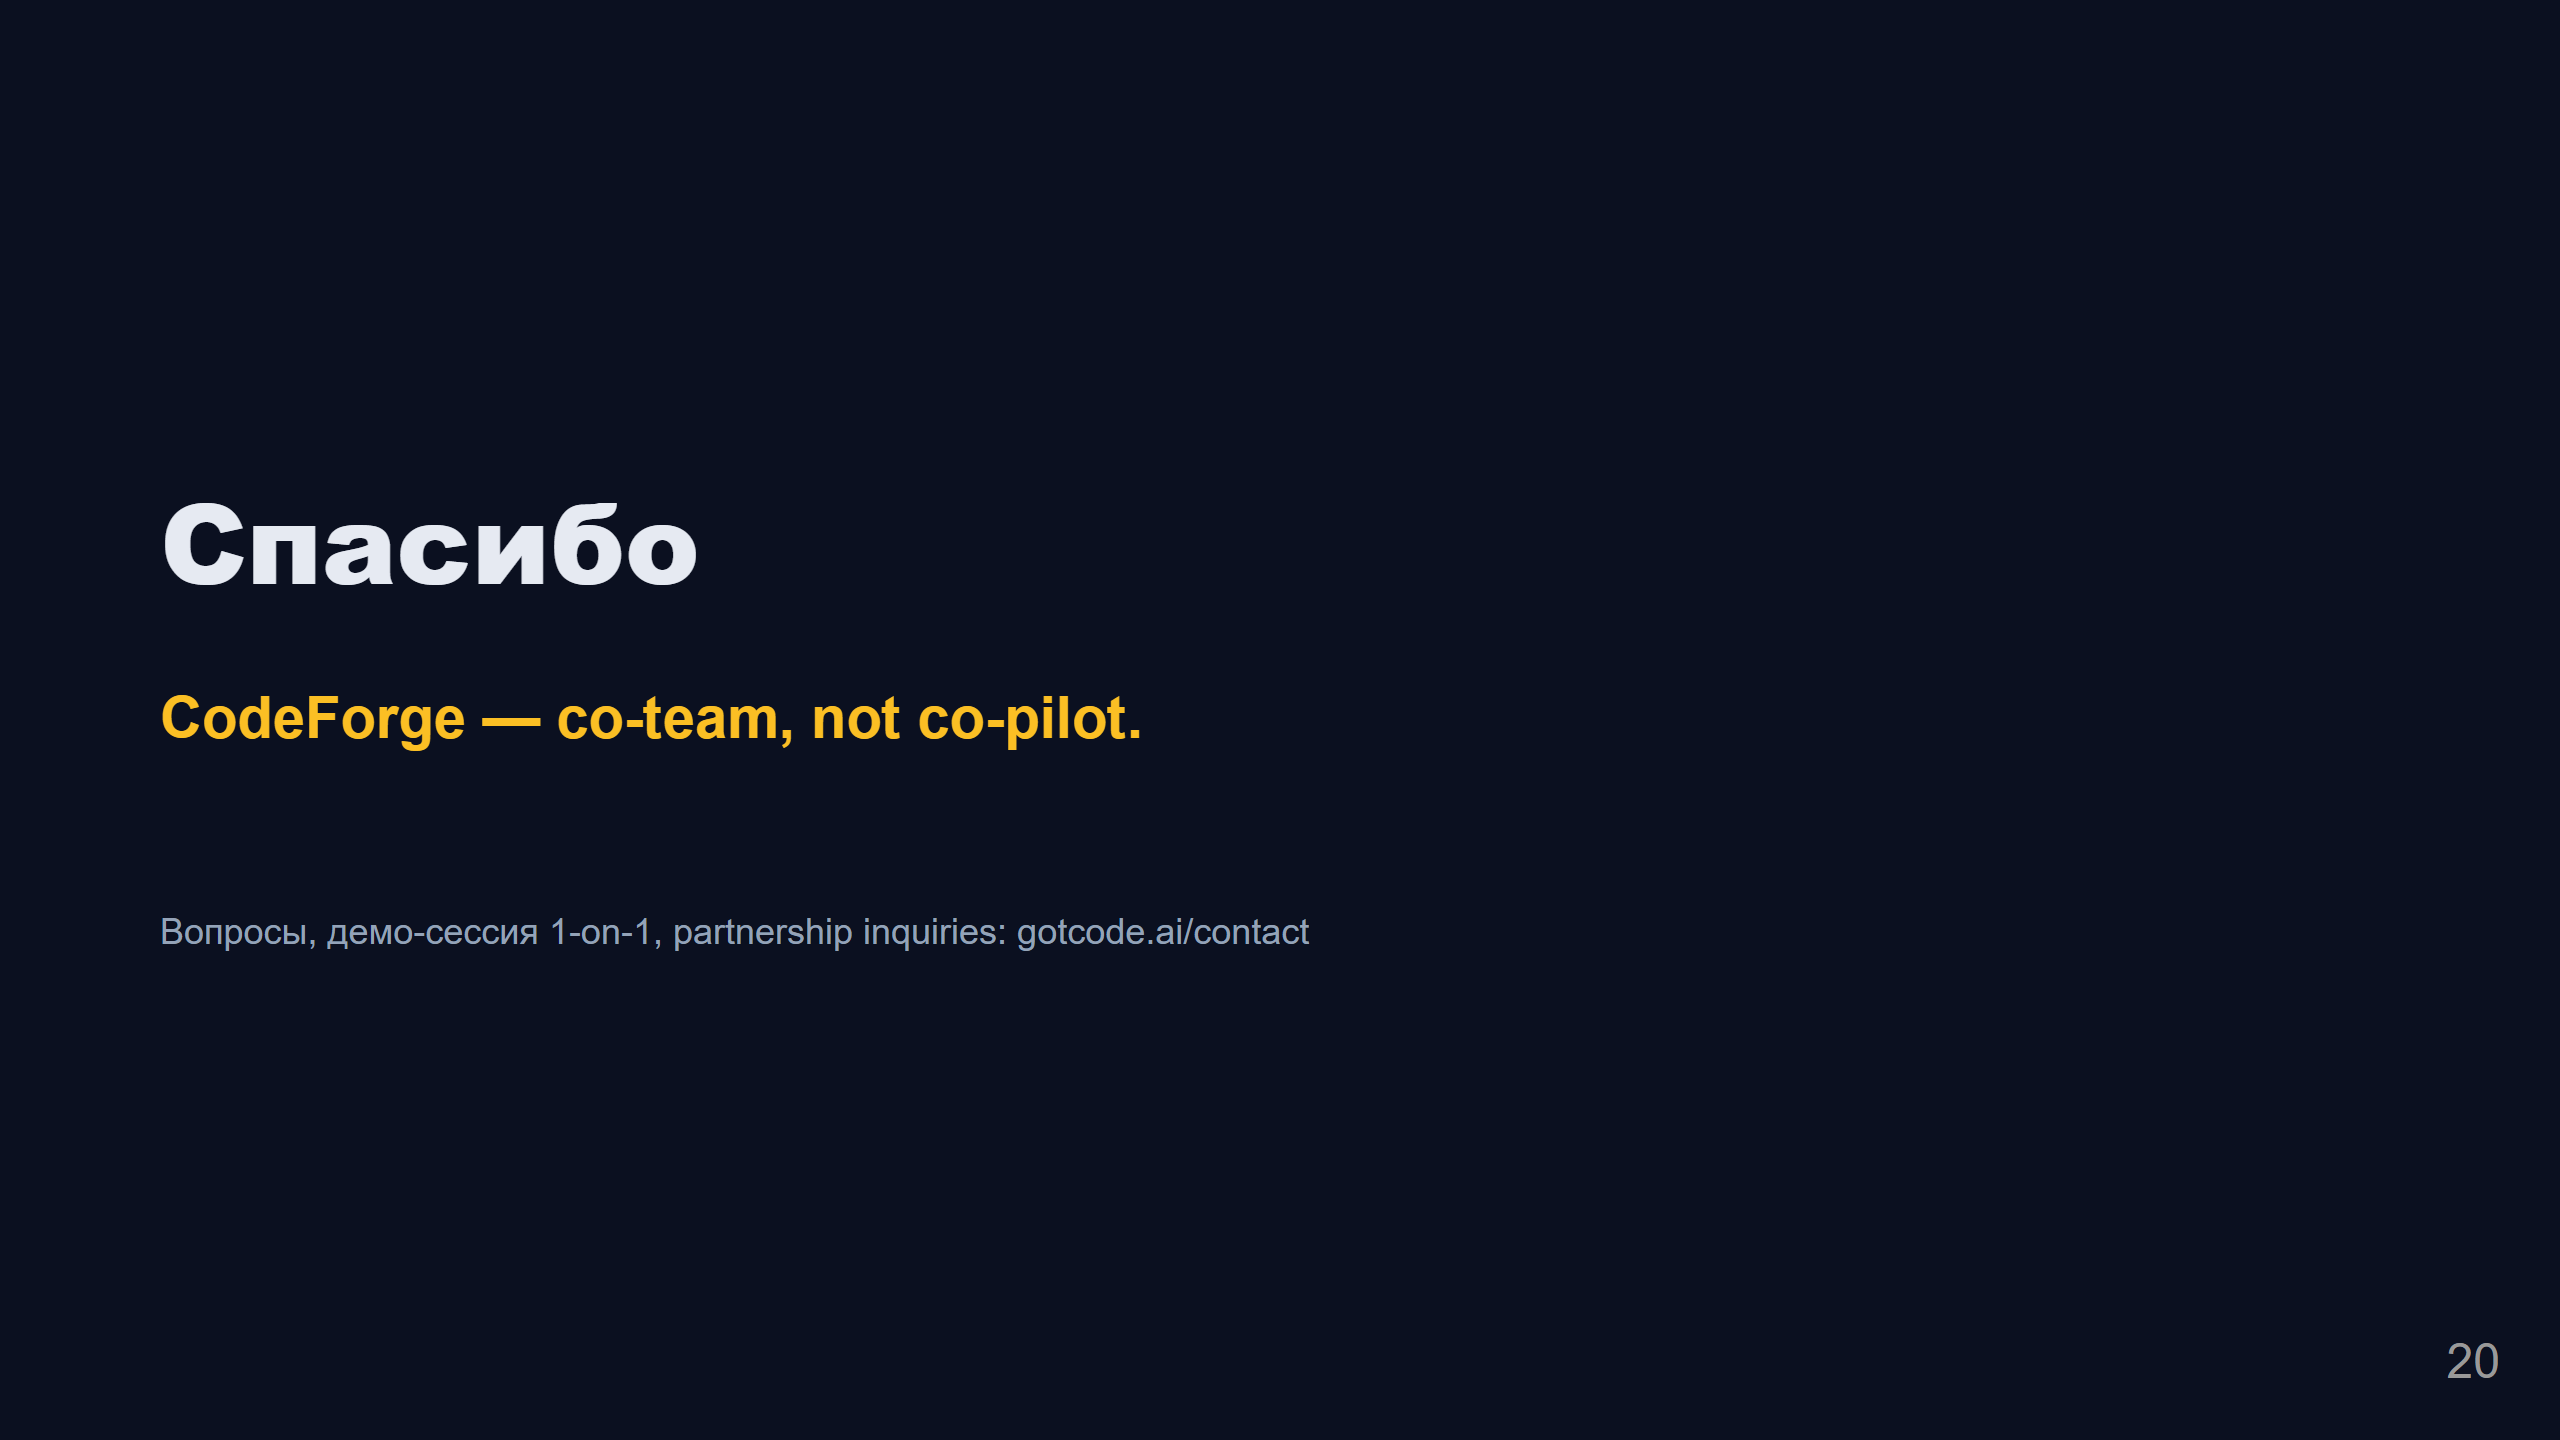 Спасибо
CodeForge — co-team, not co-pilot.
Вопросы, демо-сессия 1-on-1, partnership inquiries: gotcode.ai/contact
20